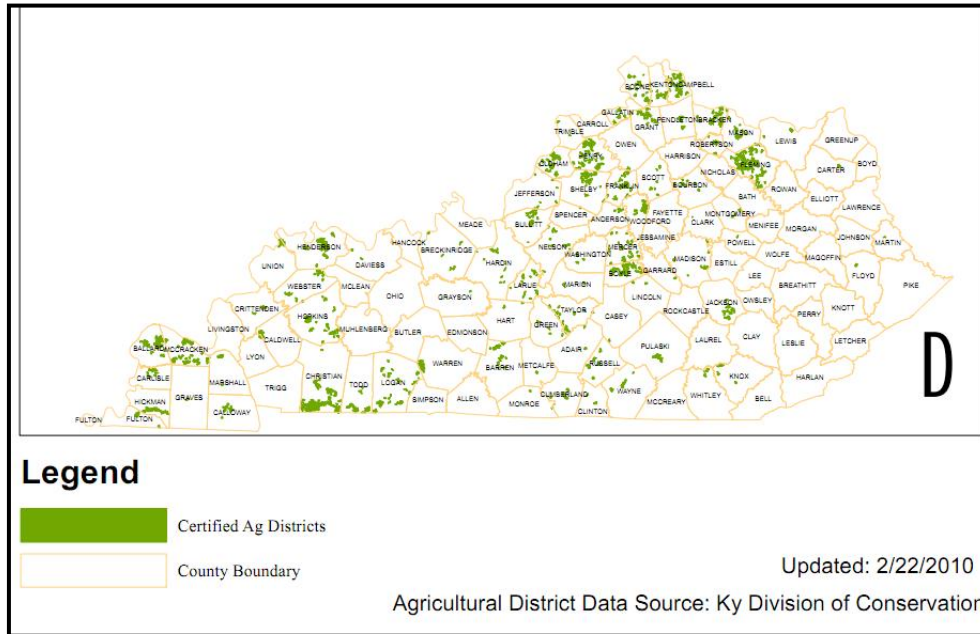 BOONE
KENTON
CAMPBELL
GALLATIN
CARROLL
TRIMBLE
GRANT
PENDLETON
BRACKEN
MASON
LEWIS
GREENUP
OWEN
ROBERTSON
HENRY
OLDHAM
HARRISON
FLEMING
CARTER
BOYD
NICHOLAS
SCOTT
ROWAN
SHELBY
FRANKLIN
BOURBON
JEFFERSON
BATH
ELLIOTT
LAWRENCE
SPENCER
FAYETTE
MONTGOMERY
MEADE
BULLITT
ANDERSON
WOODFORD
CLARK
MENIFEE
MORGAN
JESSAMINE
JOHNSON
MARTIN
HANCOCK
HENDERSON
BRECKINRIDGE
NELSON
MERCER
POWELL
WASHINGTON
MADISON
WOLFE
MAGOFFIN
UNION
DAVIESS
HARDIN
ESTILL
BOYLE
GARRARD
LEE
FLOYD
WEBSTER
MCLEAN
LARUE
MARION
BREATHITT
PIKE
OHIO
GRAYSON
LINCOLN
JACKSON
OWSLEY
CRITTENDEN
HOPKINS
TAYLOR
ROCKCASTLE
KNOTT
PERRY
LIVINGSTON
MUHLENBERG
BUTLER
EDMONSON
HART
GREEN
CASEY
CALDWELL
LAUREL
CLAY
LETCHER
LESLIE
BALLARD
MCCRACKEN
LYON
PULASKI
ADAIR
WARREN
BARREN
METCALFE
RUSSELL
CARLISLE
MARSHALL
TRIGG
CHRISTIAN
TODD
LOGAN
KNOX
HARLAN
WAYNE
CUMBERLAND
GRAVES
HICKMAN
SIMPSON
ALLEN
MONROE
MCCREARY
WHITLEY
BELL
CALLOWAY
CLINTON
FULTON
FULTON
D
Legend
Certified Ag Districts
County Boundary
Updated: 2/22/2010
Agricultural District Data Source: Ky Division of Conservation